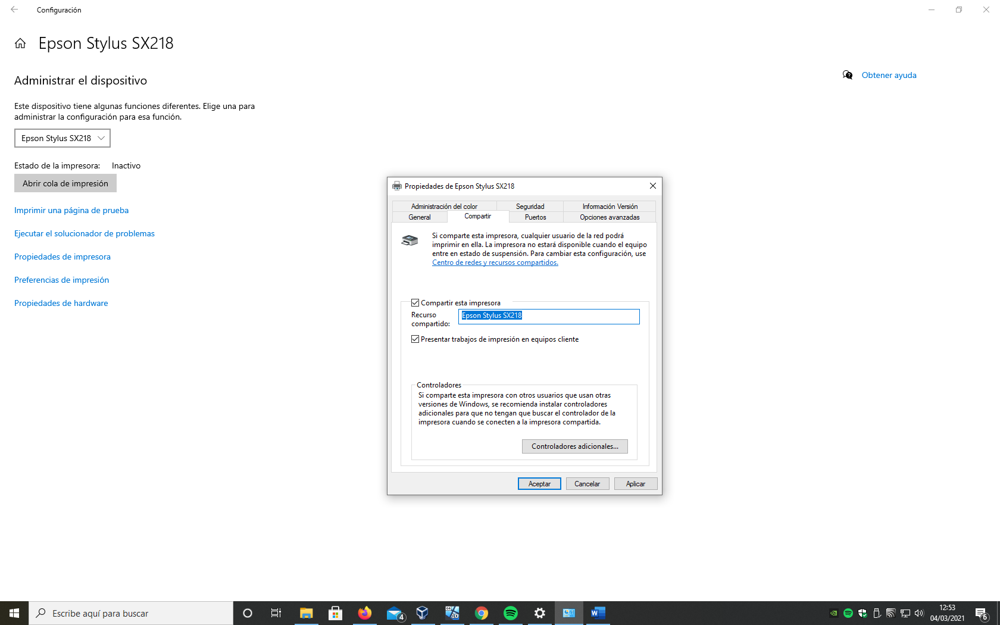 Configuración
Epson Stylus SX218
Administrar el dispositivo
Este dispositivo tiene algunas funciones diferentes. Elige una para
administrar la configuración para esa función.
Epson Stylus SX218
Estado de la impresora: Inactivo
Abrir cola de impresión
Imprimir una página de prueba
Ejecutar el solucionador de problemas
Propiedades de impresora
Preferencias de impresión
Propiedades de hardware
Obtener ayuda
Propiedades de Epson Stylus SX218
Administración del color Seguridad Información Versión
General Compartir Puertos Opciones avanzadas
Si comparte esta impresora, cualquier usuario de la red podrá
imprimir en ella. La impresora no estará disponible cuando el equipo
entre en estado de suspensión. Para cambiar esta configuración, use
Centro de redes y recursos compartidos.
Compartir esta impresora
Recurso
compartido:
Epson Stylus SX218
Presentar trabajos de impresión en equipos cliente
Controladores
Si comparte esta impresora con otros usuarios que usan otras
versiones de Windows, se recomienda instalar controladores
adicionales para que no tengan que buscar el controlador de la
impresora cuando se conecten a la impresora compartida.
Controladores adicionales...
Aceptar Cancelar Aplicar
Escribe aquí para buscar
4
10
W
12:53
04/03/2021
6